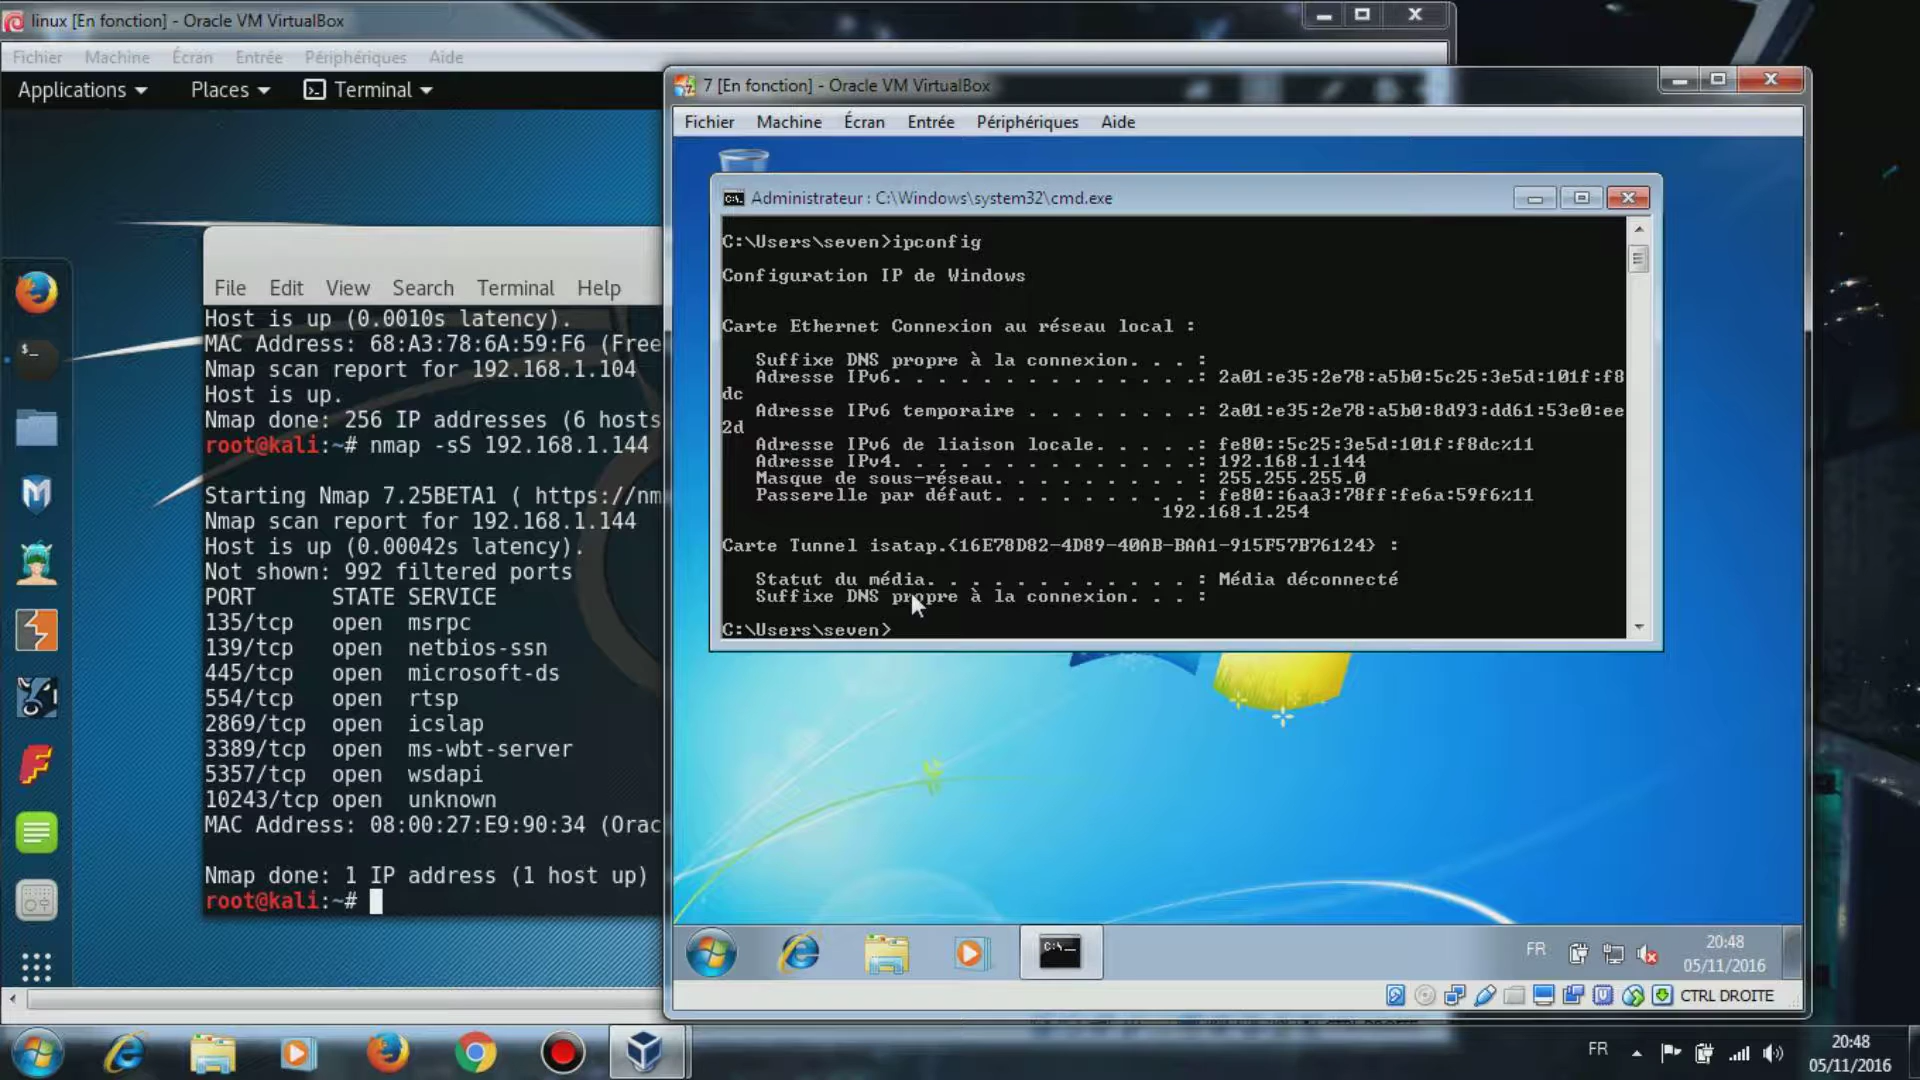 linux [En fonction] - Oracle VM VirtualBox
Fichier Machine Écran Entrée Périphériques Aide
Applications Places Terminal
File Edit View Search Terminal Help
Host is up (0.0010s latency).
MAC Address: 68:A3:78:6A:59:F6 (Free
Nmap scan report for 192.168.1.104
Host is up.
Nmap done: 256 IP addresses (6 hosts
root@kali:~# nmap -sS 192.168.1.144
Starting Nmap 7.25BETA1 ( https://nm
Nmap scan report for 192.168.1.144
Host is up (0.00042s latency).
Not shown: 992 filtered ports
PORT STATE SERVICE
135/tcp open msrpc
139/tcp open netbios-ssn
445/tcp open microsoft-ds
554/tcp open rtsp
2869/tcp open icslap
3389/tcp open ms-wbt-server
5357/tcp open wsdapi
10243/tcp open unknown
MAC Address: 08:00:27:E9:90:34 (Orac
Nmap done: 1 IP address (1 host up)
root@kali:~#
7 [En fonction] - Oracle VM VirtualBox
Fichier Machine Écran Entrée Périphériques Aide
Administrateur : C:\Windows\system32\cmd.exe
C:\Users\seven>ipconfig
Configuration IP de Windows
Carte Ethernet Connexion au réseau local :
Suffixe DNS propre à la connexion. . . :
Adresse IPv6. . . . . . . . . . . . . .: 2a01:e35:2e78:a5b0:5c25:3e5d:101f:f8
dc
Adresse IPv6 temporaire . . . . . . . .: 2a01:e35:2e78:a5b0:8d93:dd61:53e0:ee
2d
Adresse IPv6 de liaison locale. . . . .: fe80::5c25:3e5d:101f:f8dc%11
Adresse IPv4. . . . . . . . . . . . . .: 192.168.1.144
Masque de sous-réseau. . . . . . . . . : 255.255.255.0
Passerelle par défaut. . . . . . . . . : fe80::6aa3:78ff:fe6a:59f6%11
192.168.1.254
Carte Tunnel isatap.{16E78D82-4D89-40AB-BAA1-915F57B76124} :
Statut du média. . . . . . . . . . . . : Média déconnecté
Suffixe DNS propre à la connexion. . . :
C:\Users\seven>
FR
20:48
05/11/2016
CTRL DROITE
FR
20:48
05/11/2016